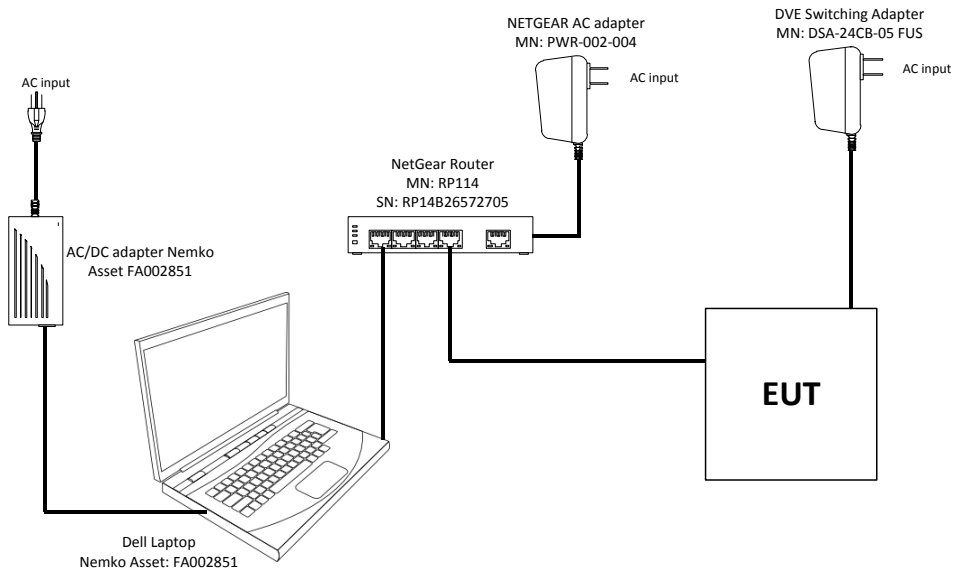 NETGEAR AC adapter
MN: PWR-002-004
AC input
DVE Switching Adapter
MN: DSA-24CB-05 FUS
AC input
AC input
NetGear Router
MN: RP114
SN: RP14B26572705
AC/DC adapter Nemko
Asset FA002851
EUT
Dell Laptop
Nemko Asset: FA002851